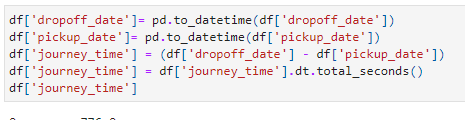 df['dropoff_date']= pd.to_datetime(df['dropoff_date'])
df['pickup_date']= pd.to_datetime(df['pickup_date'])
df['journey_time'] = (df['dropoff_date'] - df['pickup_date'])
df['journey_time'] = df['journey_time'].dt.total_seconds()
df['journey_time']